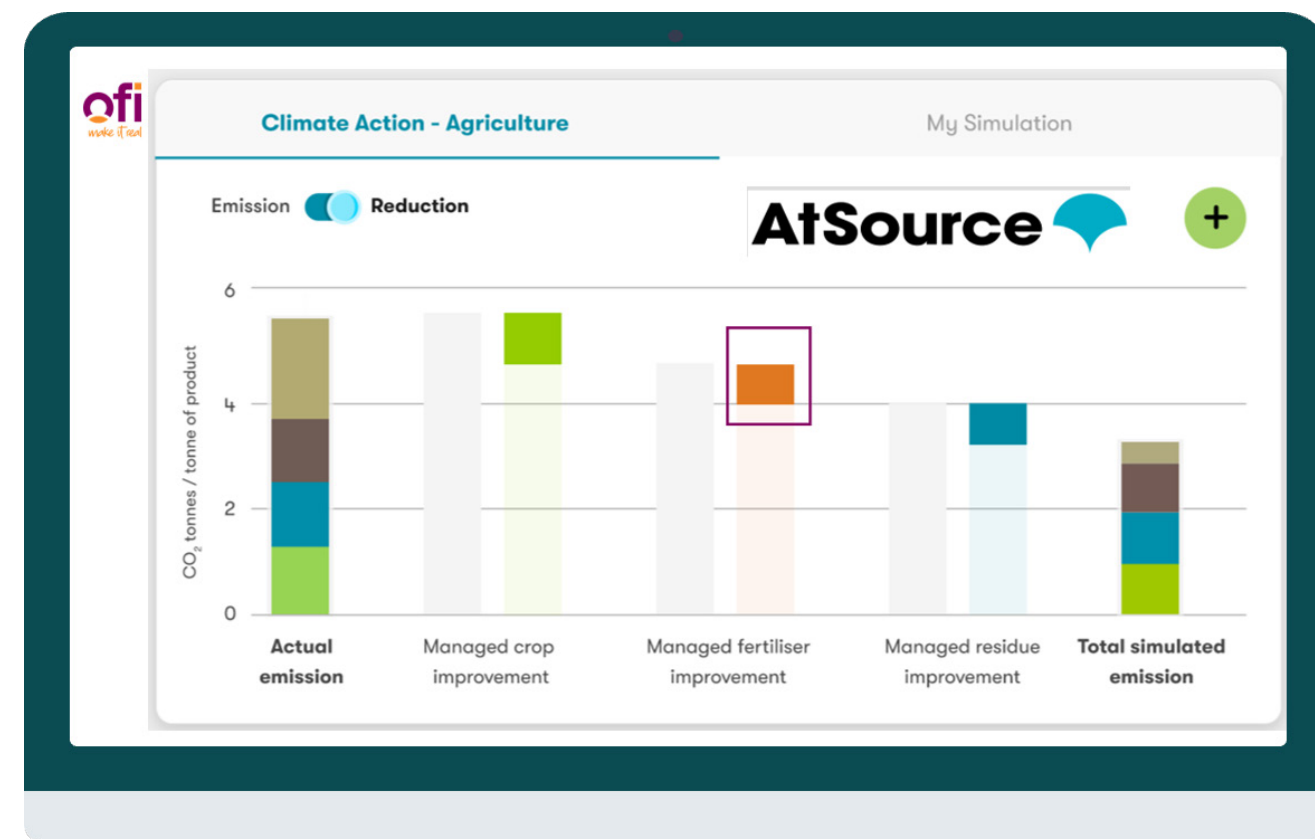 ofi
make it real
Climate Action - Agriculture
My Simulation
Emission
Reduction
AtSource
+
CO₂ tonnes / tonne of product
6
4
2
0
Actual
emission
Managed crop
improvement
Managed fertiliser
improvement
Managed residue
improvement
Total simulated
emission